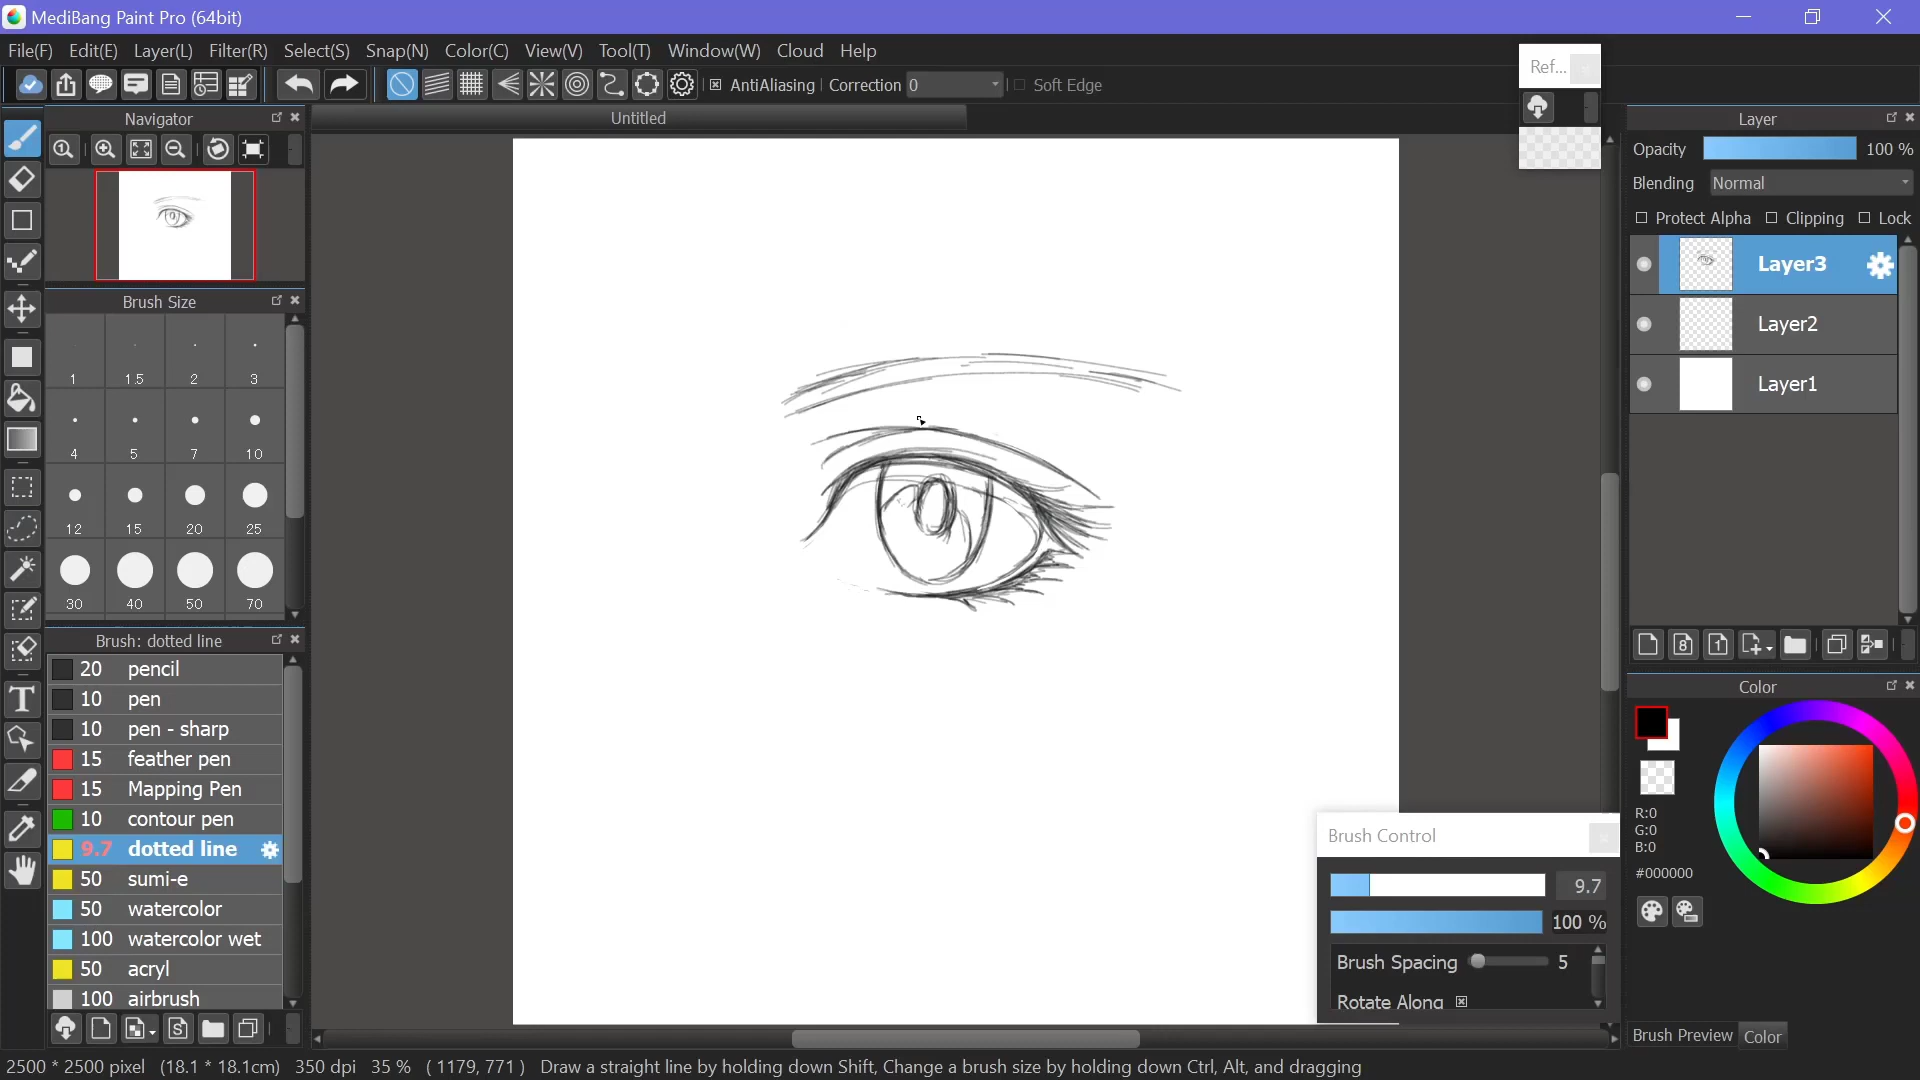 MediBang Paint Pro (64bit)
File(F) Edit(E) Layer(L) Filter(R) Select(S) Snap(N) Color(C) View(V) Tool(T) Window(W) Cloud Help
AntiAliasing Correction 0 Soft Edge
Ref...
Navigator
Untitled
Layer
Opacity 100 %
Blending Normal
Protect Alpha Clipping Lock
Layer3
Layer2
Layer1
Brush Size
1 1.5 2 3
4 5 7 10
12 15 20 25
30 40 50 70
Brush: dotted line
20 pencil
10 pen
10 pen - sharp
15 feather pen
15 Mapping Pen
10 contour pen
9.7 dotted line
50 sumi-e
50 watercolor
100 watercolor wet
50 acryl
100 airbrush
Color
R:0
G:0
B:0
#000000
Brush Control
9.7
100 %
Brush Spacing 5
Rotate Along
Brush Preview Color
2500 * 2500 pixel (18.1 * 18.1cm) 350 dpi 35 % ( 1179, 771 ) Draw a straight line by holding down Shift, Change a brush size by holding down Ctrl, Alt, and dragging